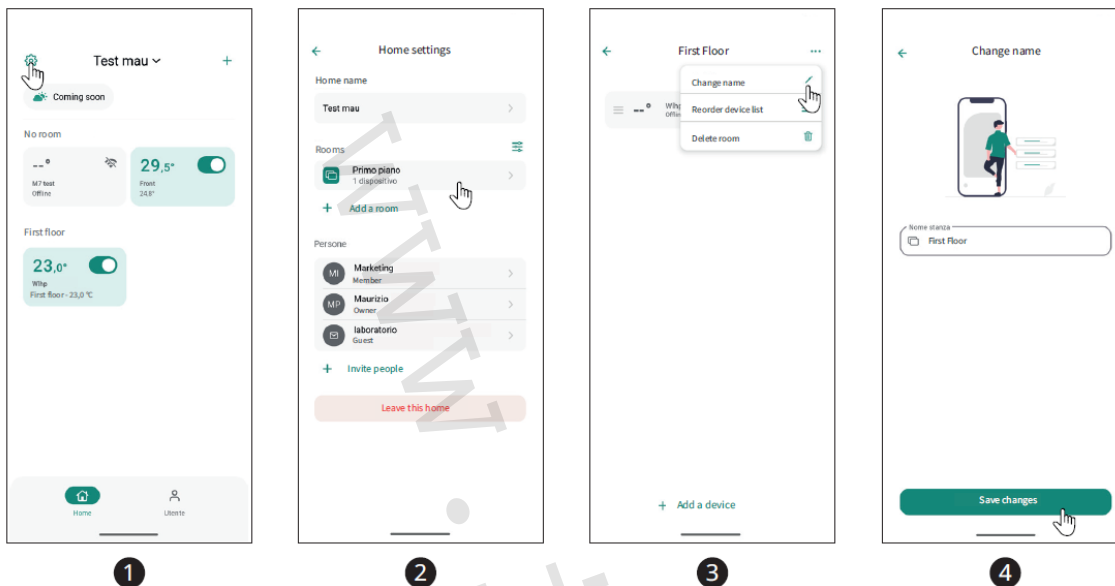 Test mau
+
Coming soon
No room
--°
M7 test
Offline
29,5°
Front
24,8°
First floor
23,0°
Wihp
First floor - 23,0 °C
Home
Utente
1
Home settings
Home name
Test mau
Rooms
Primo piano
1 dispositivo
+ Add a room
Persone
MI
Marketing
Member
MP
Maurizio
Owner
laboratorio
Guest
+ Invite people
Leave this home
WWW.
2
First Floor
...
Change name
--°
Wihp
Reorder device list
Delete room
+ Add a device
3
Change name
Nome stanza
First Floor
Save changes
4